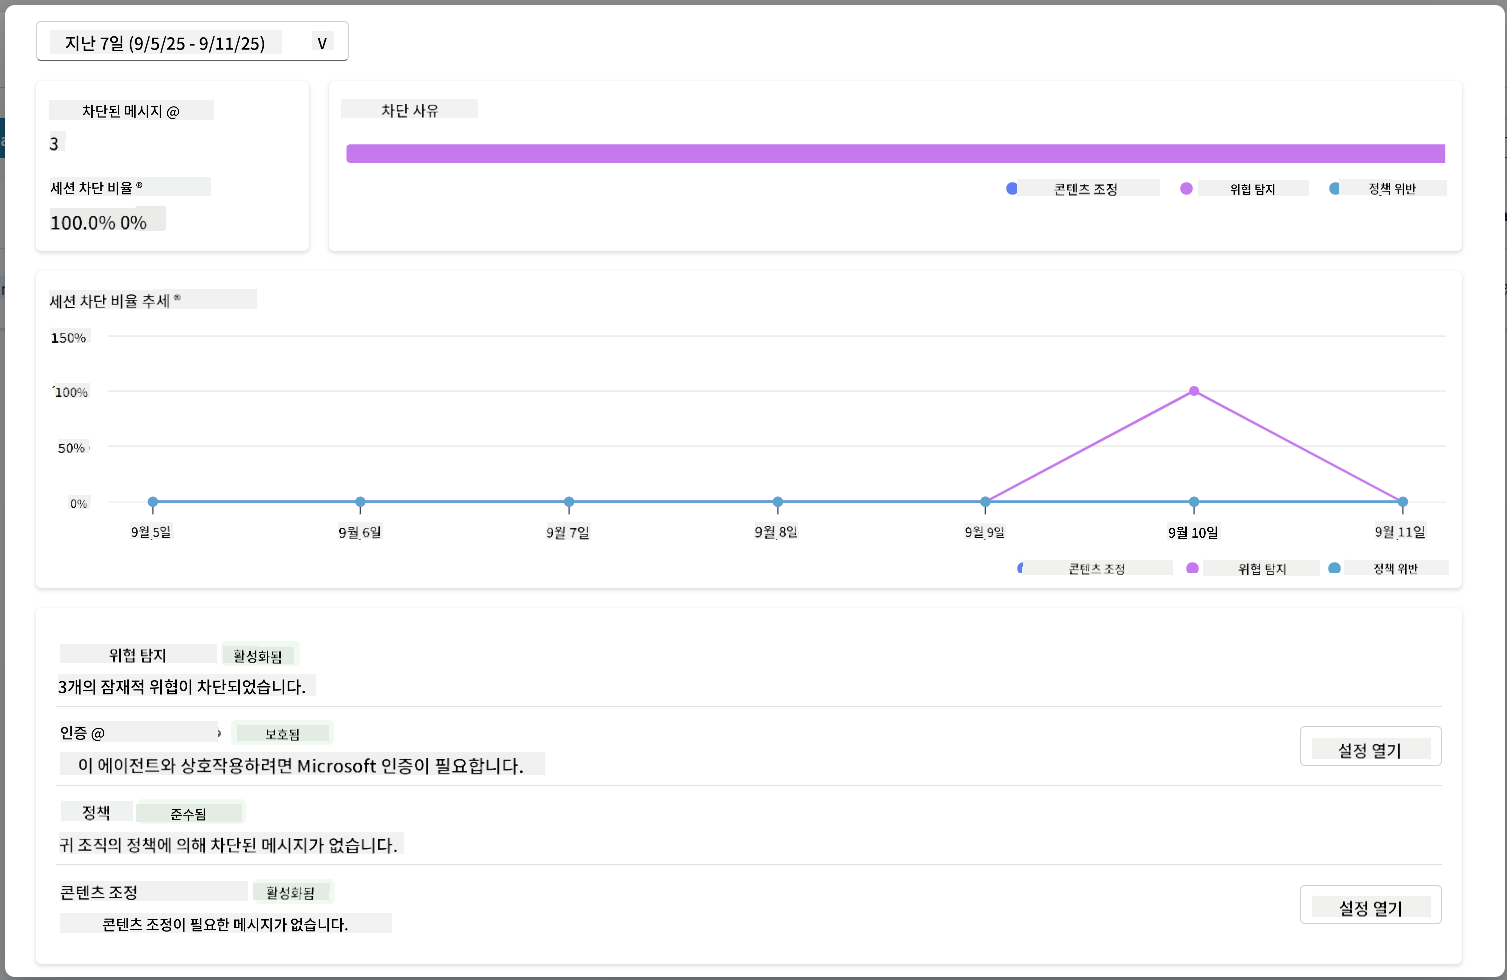 지난 7일 (9/5/25 - 9/11/25) V
차단된 메시지 @
3
세션 차단 비율 ®
100.0% 0%
차단 사유
콘텐츠 조정 위협 탐지 정책 위반
세션 차단 비율 추세 ®
150%
100%
50%
0%
9월 5일 9월 6일 9월 7일 9월 8일 9월 9일 9월 10일 9월 11일
콘텐츠 조정 위협 탐지 정책 위반
위협 탐지 활성화됨
3개의 잠재적 위협이 차단되었습니다.
인증 @ 보호됨
이 에이전트와 상호작용하려면 Microsoft 인증이 필요합니다.
설정 열기
정책 준수됨
귀 조직의 정책에 의해 차단된 메시지가 없습니다.
콘텐츠 조정 활성화됨
콘텐츠 조정이 필요한 메시지가 없습니다.
설정 열기